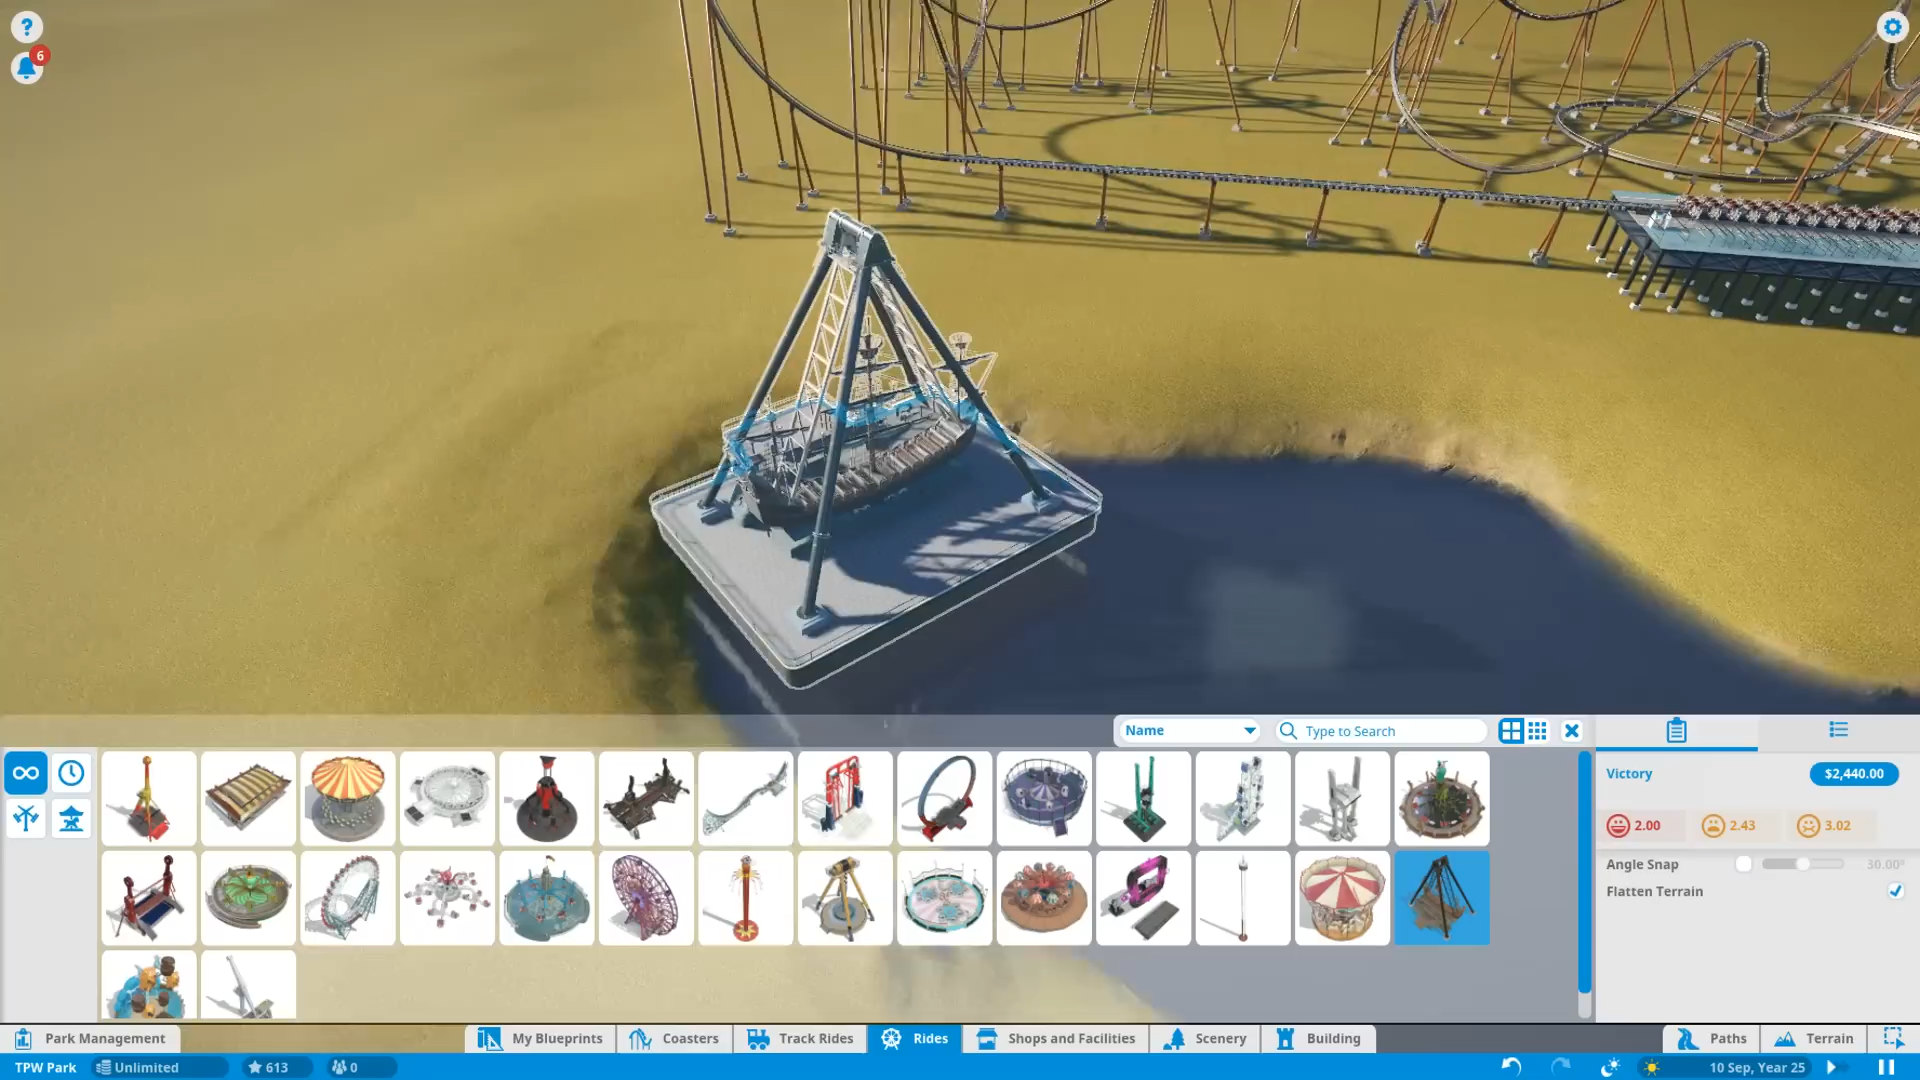 ?
6
Name
Type to Search
Victory
$2,440.00
2.00
2.43
3.02
Angle Snap
30.00°
Flatten Terrain
Park Management
My Blueprints
Coasters
Track Rides
Rides
Shops and Facilities
Scenery
Building
Paths
Terrain
TPW Park
Unlimited
613
0
10 Sep, Year 25